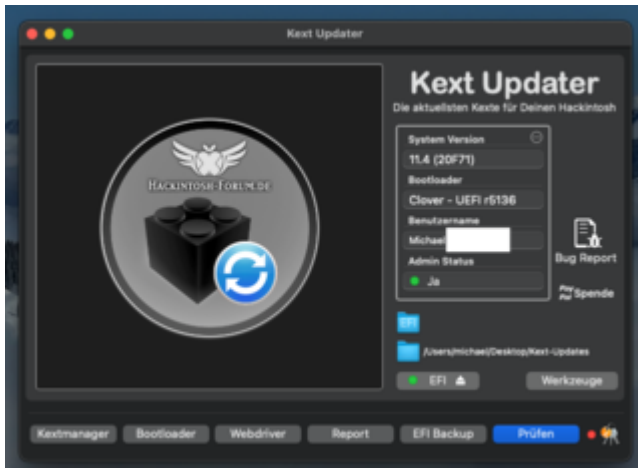 Kext Updater
Kext Updater
Die aktuellsten Kexte für Deinen Hackintosh
Hackintosh-Forum.de
System Version
11.4 (20F71)
Bootloader
Clover - UEFI r5136
Benutzername
Michael
Admin Status
Ja
Bug Report
PayPal Spende
EFI
/Users/michael/Desktop/Kext-Updates
EFI
Werkzeuge
Kextmanager
Bootloader
Webdriver
Report
EFI Backup
Prüfen